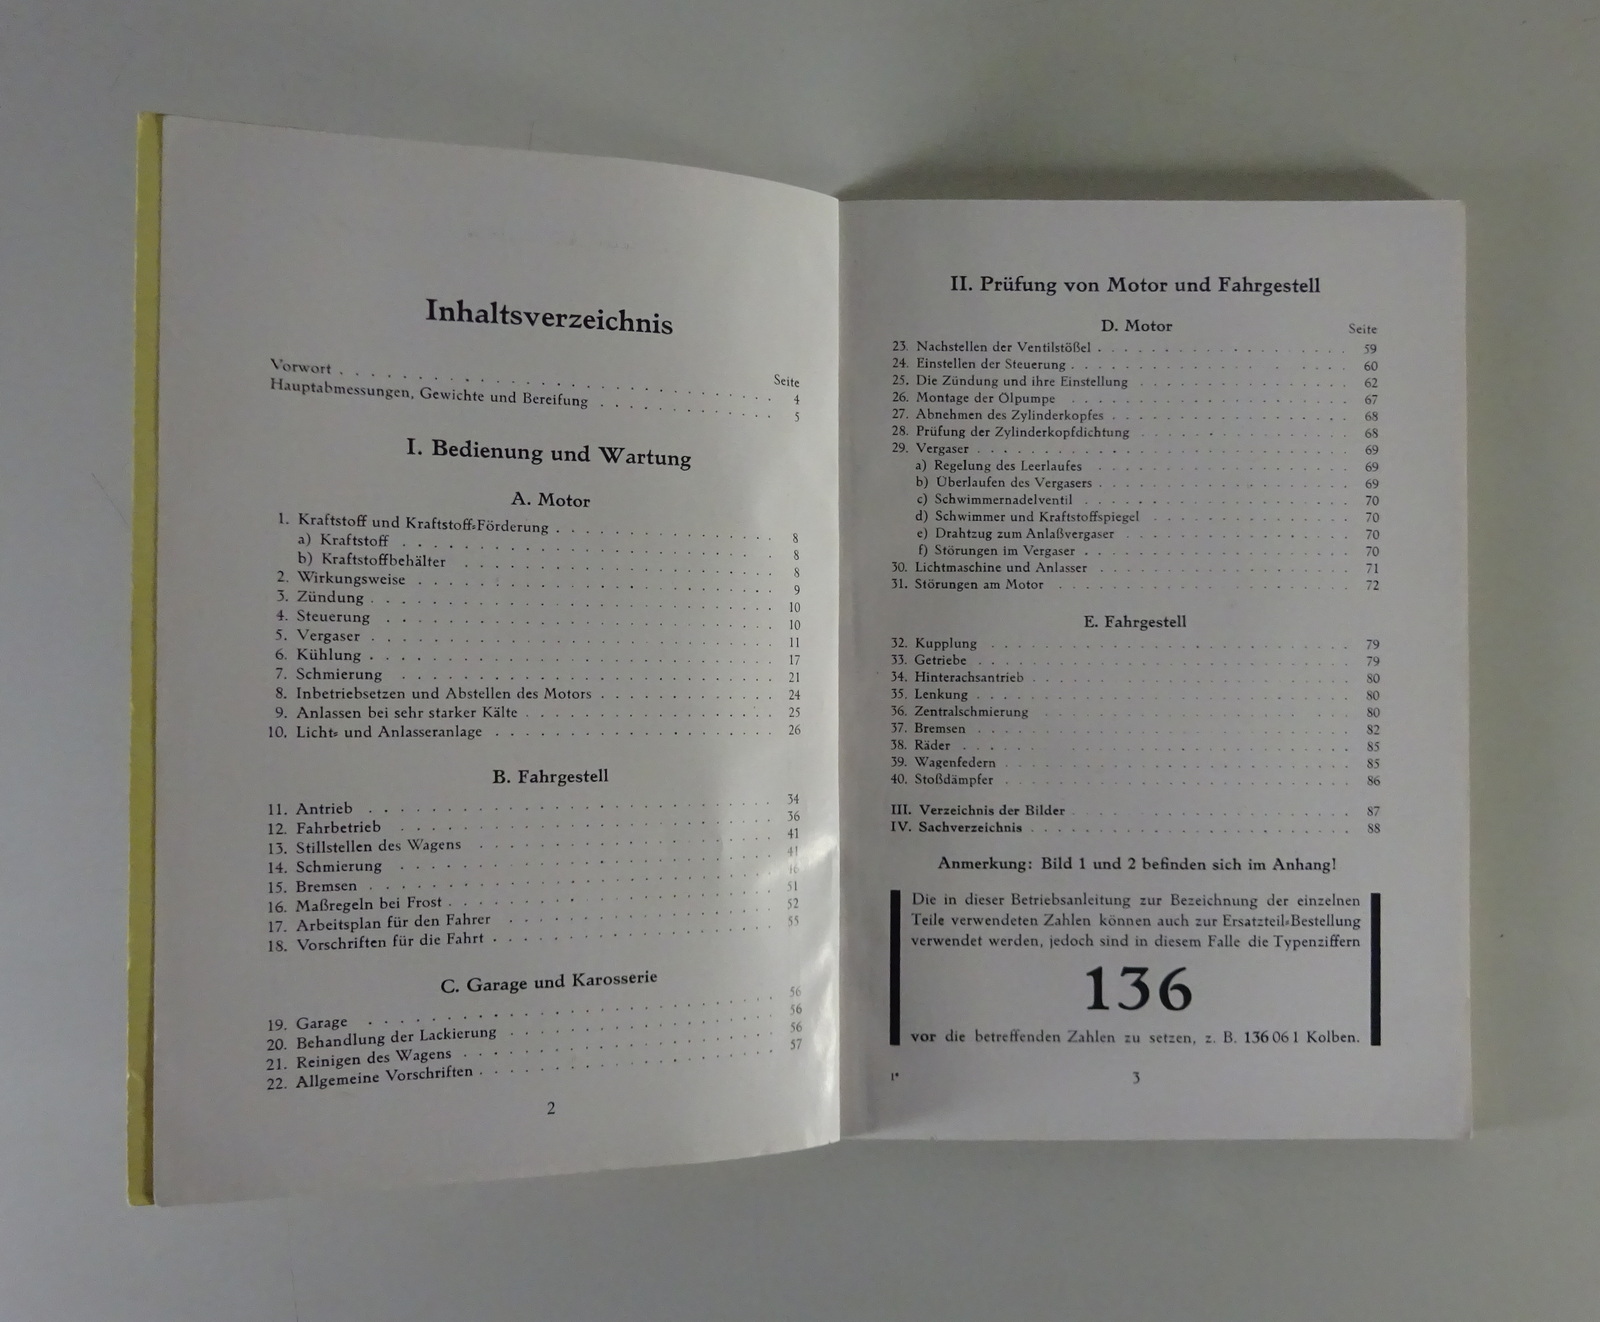 Inhaltsverzeichnis
Seite
Vorwort . . . . . . . . . . 4
Hauptabmessungen, Gewichte und Bereifung . . . . . . . . . . 5
I. Bedienung und Wartung
A. Motor
1. Kraftstoff und Kraftstoff-Förderung . . . . . . . . . . 8
a) Kraftstoff . . . . . . . . . . 8
b) Kraftstoffbehälter . . . . . . . . . . 8
2. Wirkungsweise . . . . . . . . . . 9
3. Zündung . . . . . . . . . . 10
4. Steuerung . . . . . . . . . . 10
5. Vergaser . . . . . . . . . . 11
6. Kühlung . . . . . . . . . . 17
7. Schmierung . . . . . . . . . . 21
8. Inbetriebsetzen und Abstellen des Motors . . . . . . . . . . 24
9. Anlassen bei sehr starker Kälte . . . . . . . . . . 25
10. Licht- und Anlasseranlage . . . . . . . . . . 26
B. Fahrgestell
11. Antrieb . . . . . . . . . . 34
12. Fahrbetrieb . . . . . . . . . . 36
13. Stillstellen des Wagens . . . . . . . . . . 41
14. Schmierung . . . . . . . . . . 41
15. Bremsen . . . . . . . . . .
16. Maßregeln bei Frost . . . . . . . . . . 51
17. Arbeitsplan für den Fahrer . . . . . . . . . . 52
18. Vorschriften für die Fahrt . . . . . . . . . . 55
C. Garage und Karosserie
19. Garage . . . . . . . . . . 56
20. Behandlung der Lackierung . . . . . . . . . . 56
21. Reinigen des Wagens . . . . . . . . . . 56
22. Allgemeine Vorschriften . . . . . . . . . . 57
2
II. Prüfung von Motor und Fahrgestell
D. Motor
Seite
23. Nachstellen der Ventilstößel . . . . . . . . . . 59
24. Einstellen der Steuerung . . . . . . . . . . 60
25. Die Zündung und ihre Einstellung . . . . . . . . . . 62
26. Montage der Ölpumpe . . . . . . . . . . 67
27. Abnehmen des Zylinderkopfes . . . . . . . . . . 68
28. Prüfung der Zylinderkopfdichtung . . . . . . . . . . 68
29. Vergaser . . . . . . . . . . 69
a) Regelung des Leerlaufes . . . . . . . . . . 69
b) Überlaufen des Vergasers . . . . . . . . . . 69
c) Schwimmernadelventil . . . . . . . . . . 70
d) Schwimmer und Kraftstoffspiegel . . . . . . . . . . 70
e) Drahtzug zum Anlaßvergaser . . . . . . . . . . 70
f) Störungen im Vergaser . . . . . . . . . . 70
30. Lichtmaschine und Anlasser . . . . . . . . . . 71
31. Störungen am Motor . . . . . . . . . . 72
E. Fahrgestell
32. Kupplung . . . . . . . . . . 79
33. Getriebe . . . . . . . . . . 79
34. Hinterachsantrieb . . . . . . . . . . 80
35. Lenkung . . . . . . . . . . 80
36. Zentralschmierung . . . . . . . . . . 80
37. Bremsen . . . . . . . . . . 82
38. Räder . . . . . . . . . . 85
39. Wagenfedern . . . . . . . . . . 85
40. Stoßdämpfer . . . . . . . . . . 86
III. Verzeichnis der Bilder . . . . . . . . . . 87
IV. Sachverzeichnis . . . . . . . . . . 88
Anmerkung: Bild 1 und 2 befinden sich im Anhang!
Die in dieser Betriebsanleitung zur Bezeichnung der einzelnen
Teile verwendeten Zahlen können auch zur Ersatzteil-Bestellung
verwendet werden, jedoch sind in diesem Falle die Typenziffern
136
vor die betreffenden Zahlen zu setzen, z. B. 136 06 1 Kolben.
1*
3